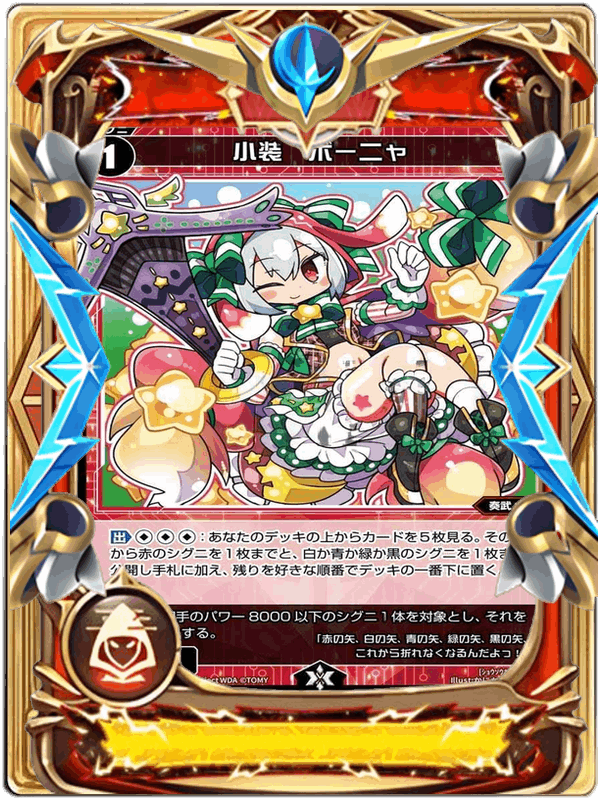 1
小装 ボーニャ
奏武
出 ◆ ◆ ◆:あなたのデッキの上からカードを5枚見る。その
から赤のシグニを1枚までと、白か青か緑か黒のシグニを1枚ま
公開し手札に加え、残りを好きな順番でデッキの一番下に置く
手のパワー8000以下のシグニ1体を対象とし、それを
する。
「赤の矢、白の矢、青の矢、緑の矢、黒の矢、
これから折れなくなるんだよっ!
ject WDA ©TOMY
Illust.か